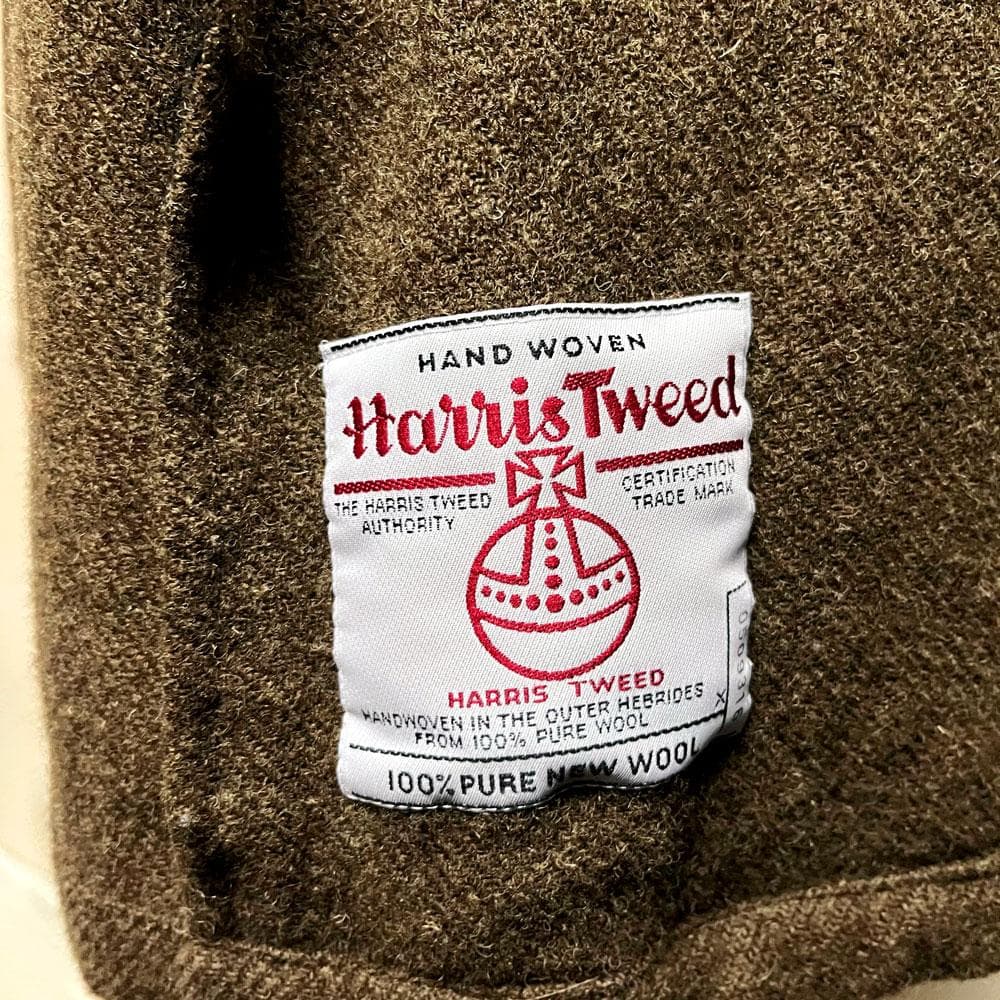 HAND WOVEN
Harris Tweed
THE HARRIS TWEED
AUTHORITY
CERTIFICATION
TRADE MARK
HARRIS TWEED
HANDWOVEN IN THE OUTER HEBRIDES
FROM 100% PURE WOOL
X
100% PURE NEW WOOL